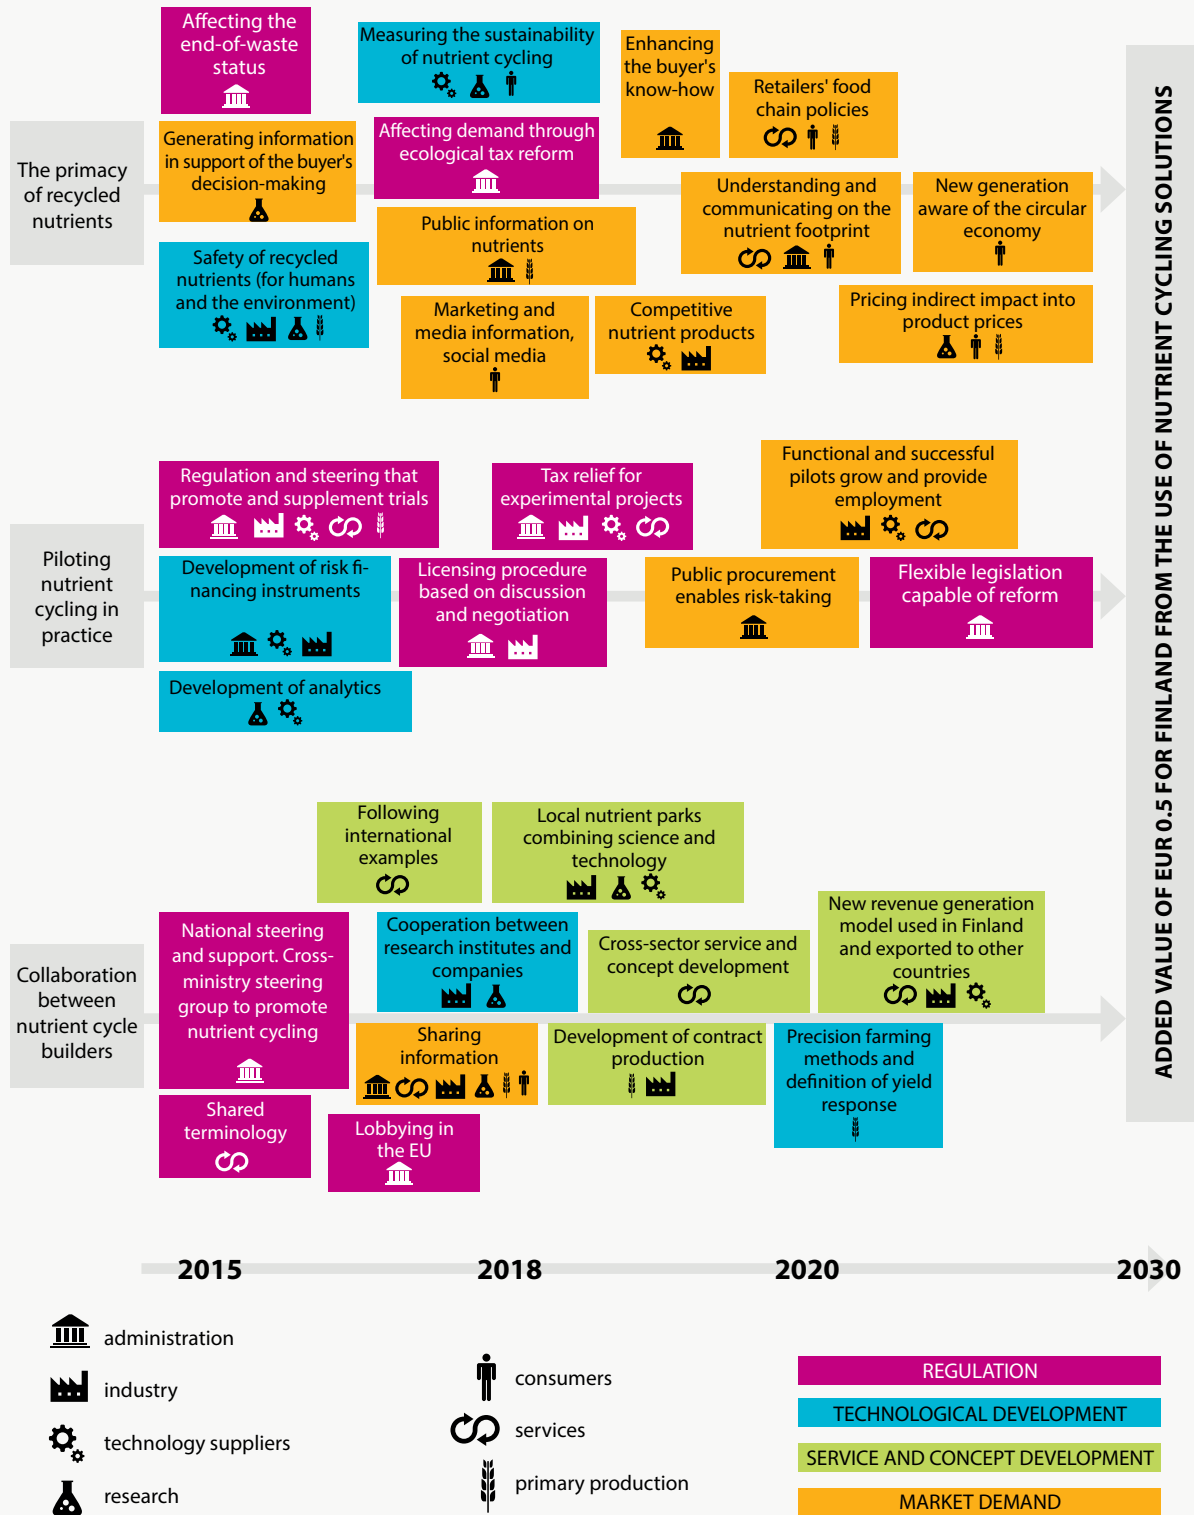 Affecting the
end-of-waste
status
Measuring the sustainability
of nutrient cycling
Enhancing
the buyer's
know-how
Retailers' food
chain policies
The primacy
of recycled
nutrients
Generating information
in support of the buyer's
decision-making
Affecting demand through
ecological tax reform
Understanding and
communicating on the
nutrient footprint
New generation
aware of the circular
economy
Public information on
nutrients
Safety of recycled
nutrients (for humans
and the environment)
Marketing and
media information,
social media
Competitive
nutrient products
Pricing indirect impact into
product prices
Piloting
nutrient
cycling in
practice
Regulation and steering that
promote and supplement trials
Tax relief for
experimental projects
Functional and successful
pilots grow and provide
employment
Development of risk fi-
nancing instruments
Licensing procedure
based on discussion
and negotiation
Public procurement
enables risk-taking
Flexible legislation
capable of reform
Development of analytics
Collaboration
between
nutrient cycle
builders
Following
international
examples
Local nutrient parks
combining science and
technology
National steering
and support. Cross-
ministry steering
group to promote
nutrient cycling
Cooperation between
research institutes and
companies
Cross-sector service and
concept development
New revenue generation
model used in Finland
and exported to other
countries
Sharing
information
Development of contract
production
Precision farming
methods and
definition of yield
response
Shared
terminology
Lobbying in
the EU
ADDED VALUE OF EUR 0.5 FOR FINLAND FROM THE USE OF NUTRIENT CYCLING SOLUTIONS
2015
2018
2020
2030
administration
industry
technology suppliers
research
consumers
services
primary production
REGULATION
TECHNOLOGICAL DEVELOPMENT
SERVICE AND CONCEPT DEVELOPMENT
MARKET DEMAND